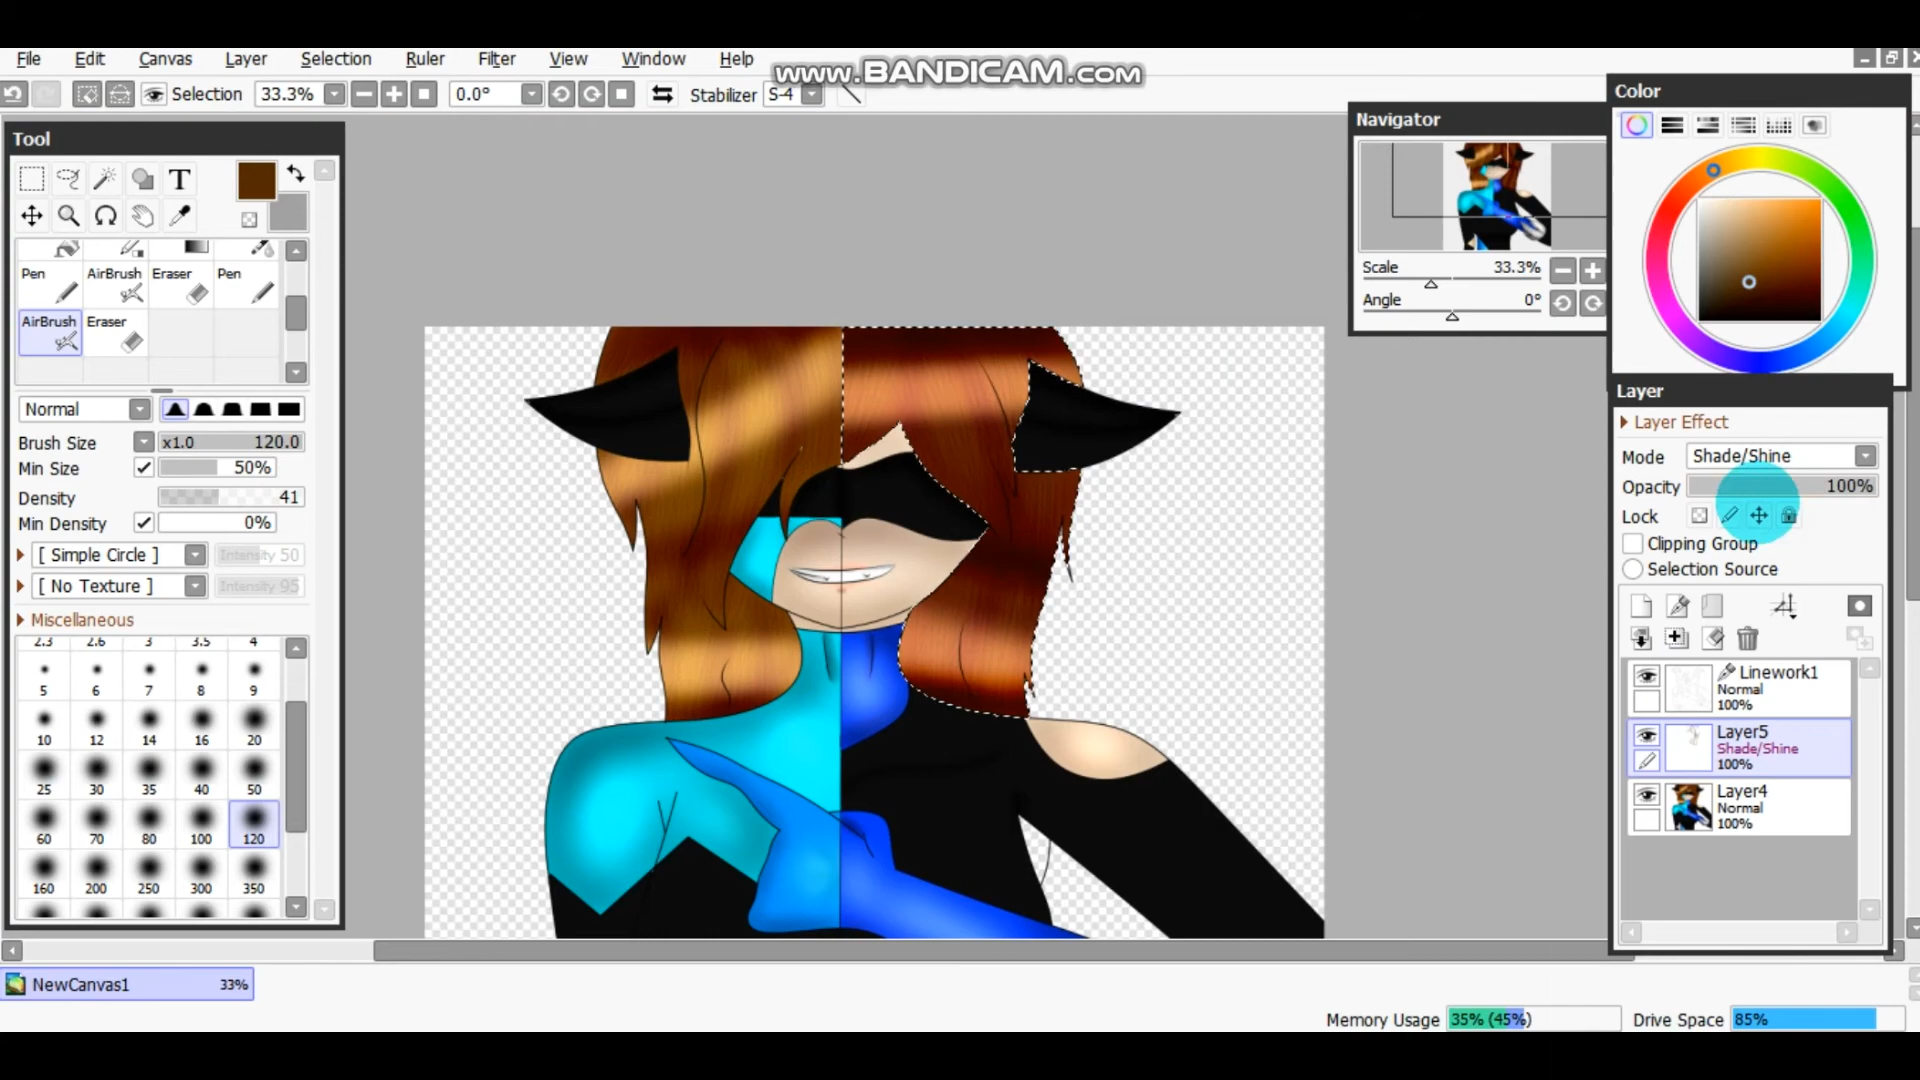 File Edit Canvas Layer Selection Ruler Filter View Window Help
www.BANDICAM.com
Selection 33.3% 0.0° Stabilizer S-4
Tool
T
Pen AirBrush Eraser Pen
AirBrush Eraser
Normal
Brush Size x1.0 120.0
Min Size 50%
Density 41
Min Density 0%
[ Simple Circle ] Intensity 50
[ No Texture ] Intensity 95
Miscellaneous
2.3 2.6 3 3.5 4
5 6 7 8 9
10 12 14 16 20
25 30 35 40 50
60 70 80 100 120
160 200 250 300 350
Navigator
Scale 33.3%
Angle 0°
Color
Layer
Layer Effect
Mode Shade/Shine
Opacity 100%
Lock
Clipping Group
Selection Source
Linework1
Normal
100%
Layer5
Shade/Shine
100%
Layer4
Normal
100%
NewCanvas1 33%
Memory Usage 35% (45%) Drive Space 85%